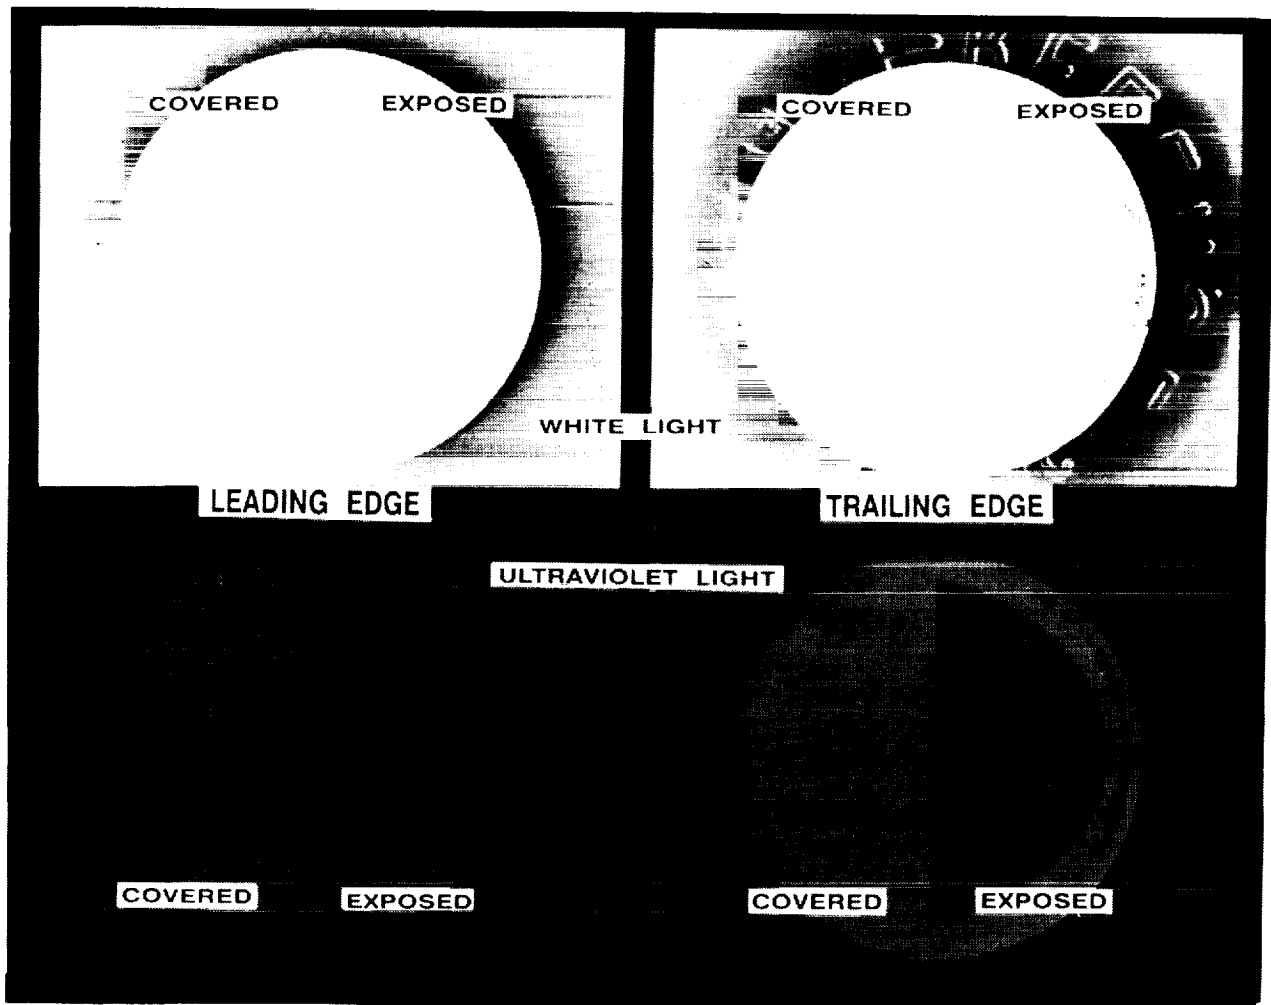 COVERED EXPOSED
COVERED EXPOSED
WHITE LIGHT
LEADING EDGE
TRAILING EDGE
ULTRAVIOLET LIGHT
COVERED EXPOSED
COVERED EXPOSED